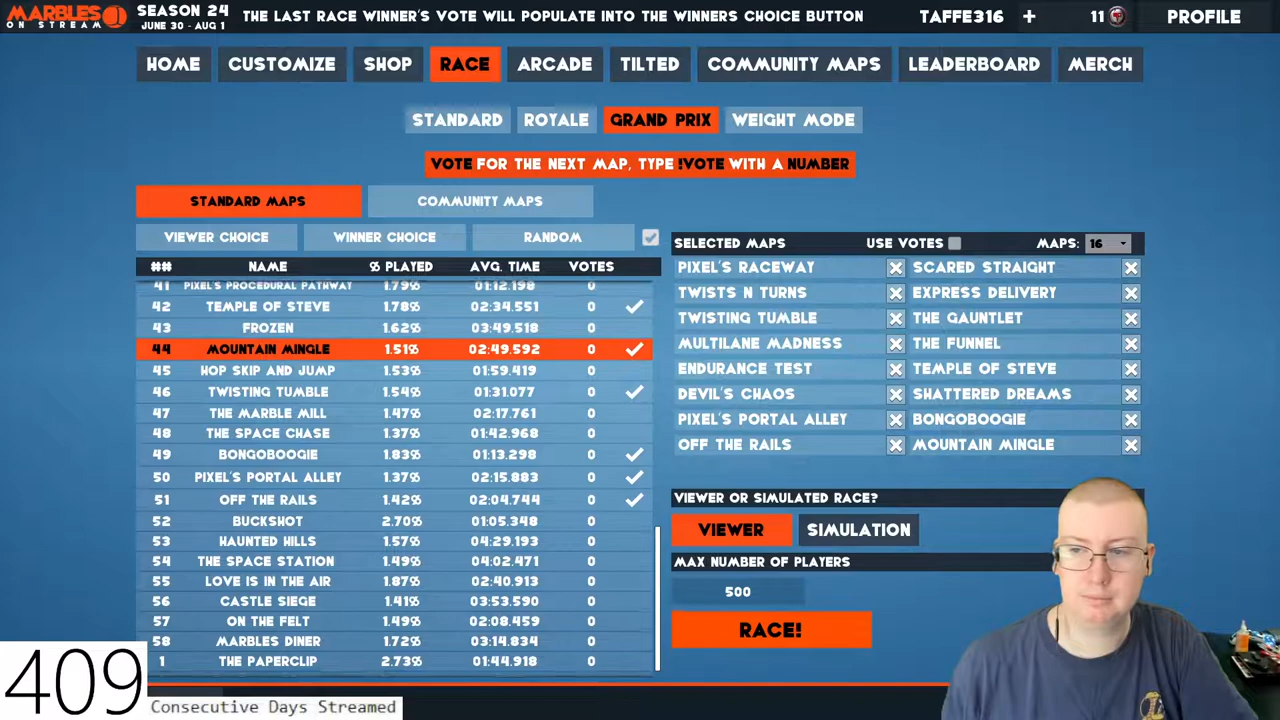 MARBLES ON STREAM
SEASON 24
JUNE 30 - AUG 1
THE LAST RACE WINNER'S VOTE WILL POPULATE INTO THE WINNERS CHOICE BUTTON
TAFFE316 +
11
PROFILE
HOME CUSTOMIZE SHOP RACE ARCADE TILTED COMMUNITY MAPS LEADERBOARD MERCH
STANDARD ROYALE GRAND PRIX WEIGHT MODE
VOTE FOR THE NEXT MAP, TYPE !VOTE WITH A NUMBER
STANDARD MAPS COMMUNITY MAPS
VIEWER CHOICE WINNER CHOICE RANDOM
## NAME % PLAYED AVG. TIME VOTES
41 PIXEL'S PROCEDURAL PATHWAY 1.79% 01:12.198 0
42 TEMPLE OF STEVE 1.78% 02:34.551 0
43 FROZEN 1.62% 03:49.518 0
44 MOUNTAIN MINGLE 1.51% 02:49.592 0
45 HOP SKIP AND JUMP 1.53% 01:59.419 0
46 TWISTING TUMBLE 1.54% 01:31.077 0
47 THE MARBLE MILL 1.47% 02:17.761 0
48 THE SPACE CHASE 1.37% 01:42.968 0
49 BONGOBOOGIE 1.83% 01:13.298 0
50 PIXEL'S PORTAL ALLEY 1.37% 02:15.883 0
51 OFF THE RAILS 1.42% 02:04.744 0
52 BUCKSHOT 2.70% 01:05.348 0
53 HAUNTED HILLS 1.57% 04:29.193 0
54 THE SPACE STATION 1.49% 04:02.471 0
55 LOVE IS IN THE AIR 1.87% 02:40.913 0
56 CASTLE SIEGE 1.41% 03:53.590 0
57 ON THE FELT 1.49% 02:08.459 0
58 MARBLES DINER 1.72% 03:14.834 0
1 THE PAPERCLIP 2.73% 01:44.918 0
SELECTED MAPS USE VOTES MAPS: 16
PIXEL'S RACEWAY SCARED STRAIGHT
TWISTS N TURNS EXPRESS DELIVERY
TWISTING TUMBLE THE GAUNTLET
MULTILANE MADNESS THE FUNNEL
ENDURANCE TEST TEMPLE OF STEVE
DEVIL'S CHAOS SHATTERED DREAMS
PIXEL'S PORTAL ALLEY BONGOBOOGIE
OFF THE RAILS MOUNTAIN MINGLE
VIEWER OR SIMULATED RACE?
VIEWER SIMULATION
MAX NUMBER OF PLAYERS
500
RACE!
409
Consecutive Days Streamed